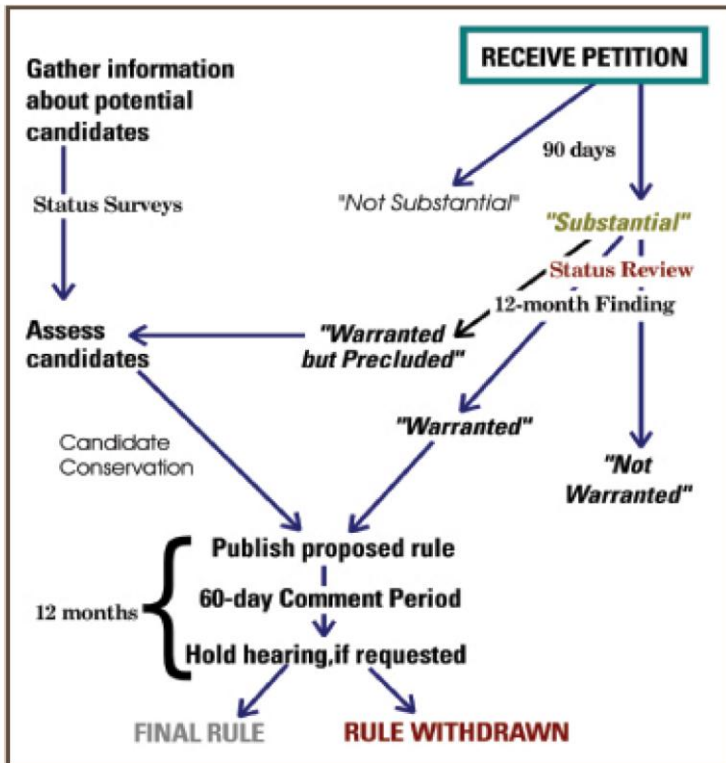 RECEIVE PETITION
Gather information
about potential
candidates
90 days
Status Surveys
"Not Substantial"
"Substantial"
Status Review
12-month Finding
Assess
candidates
"Warranted
but Precluded"
Candidate
Conservation
"Warranted"
"Not
Warranted"
Publish proposed rule
12 months
60-day Comment Period
Hold hearing,if requested
FINAL RULE
RULE WITHDRAWN